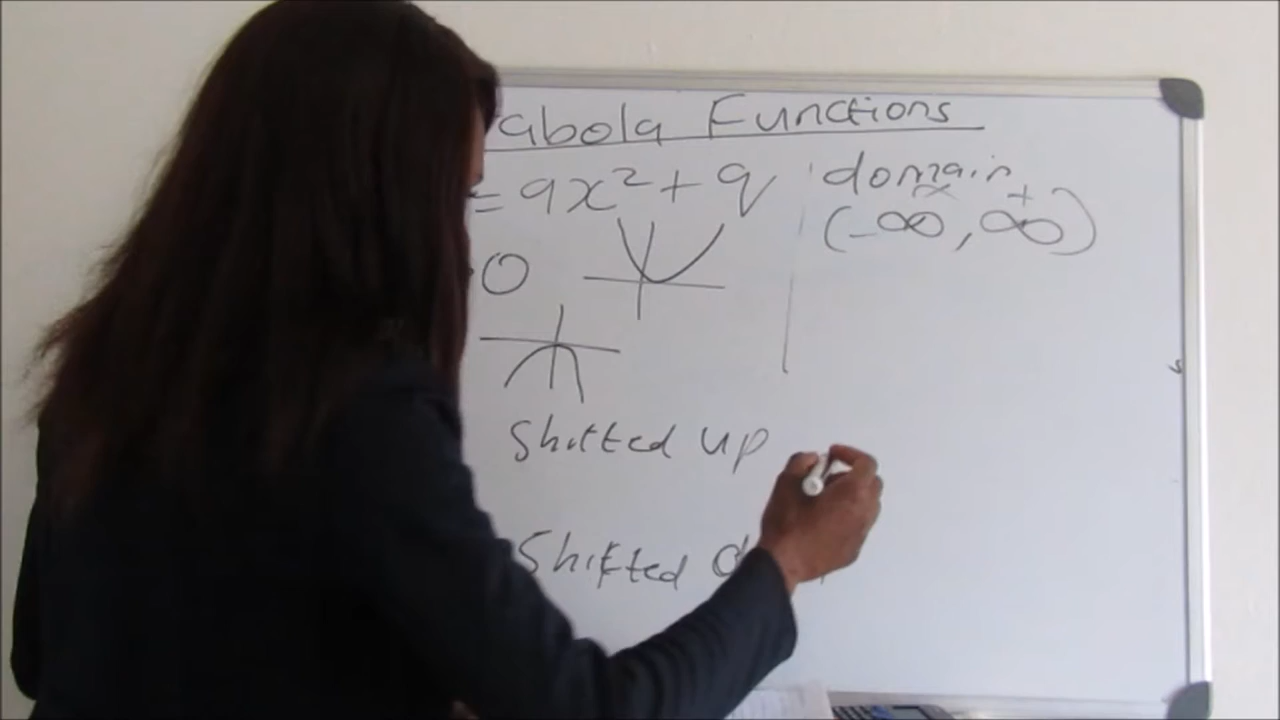 abola Functions
= ax² + q
domain
(-∞, +∞)
0
Shifted up
Shifted